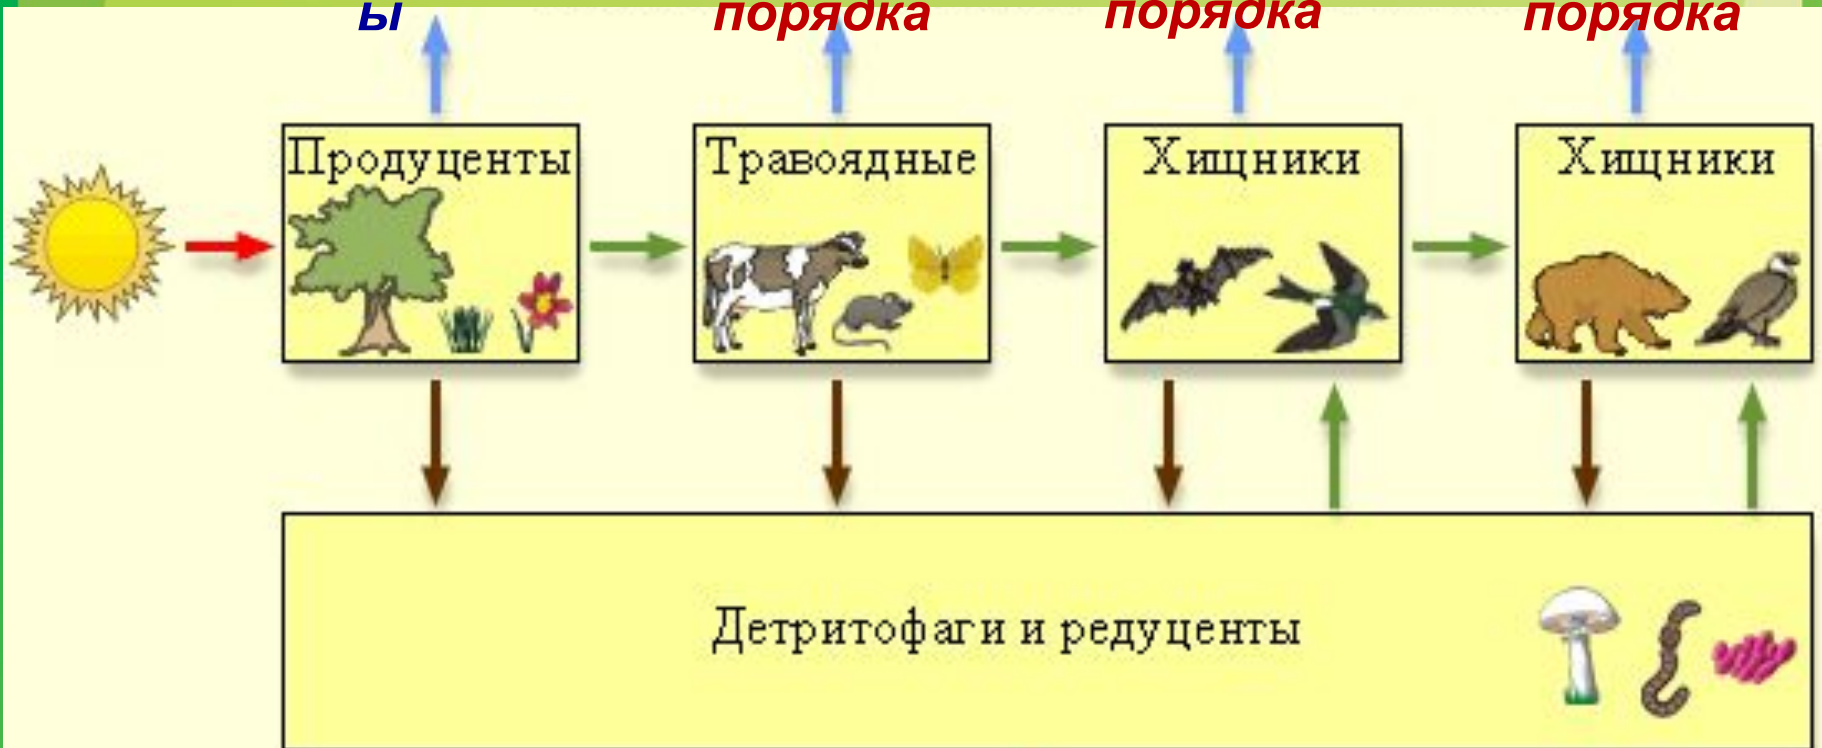 ы порядка порядка порядка
Продуценты Травоядные Хищники Хищники
Детритофаги и редуценты